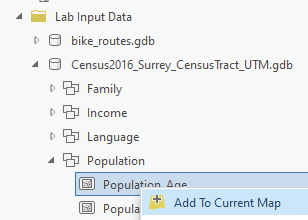 Lab Input Data
bike_routes.gdb
Census2016_Surrey_CensusTract_UTM.gdb
Family
Income
Language
Population
Population_Age
Add To Current Map